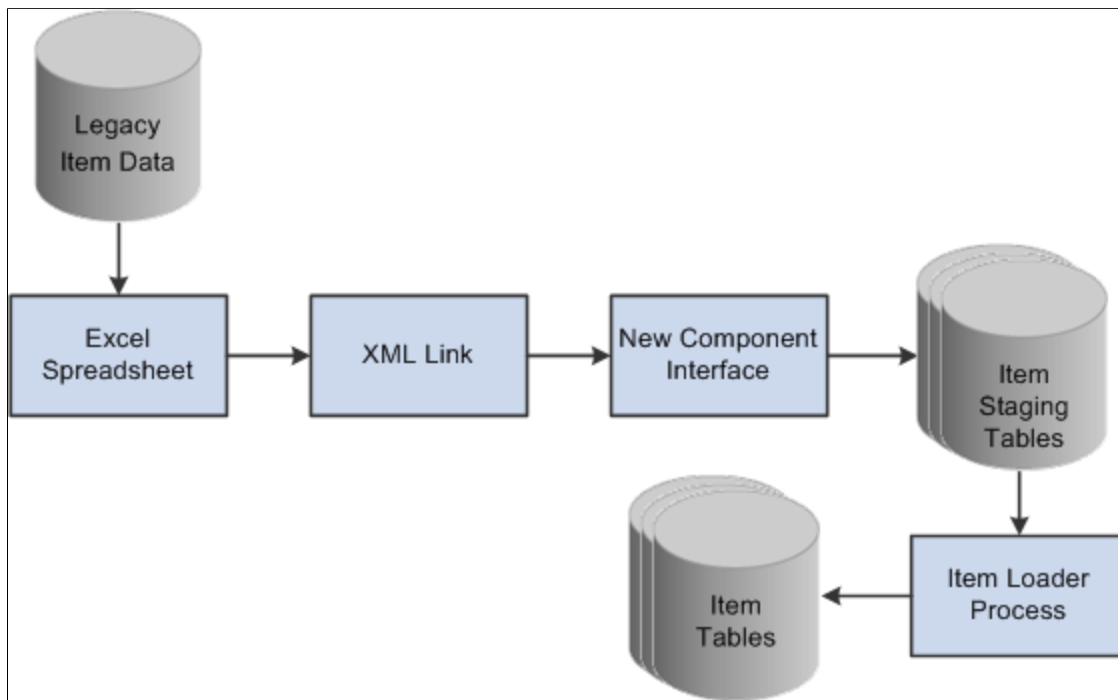 Legacy
Item Data
Excel
Spreadsheet
XML Link
New Component
Interface
Item
Staging
Tables
Item Loader
Process
Item
Tables